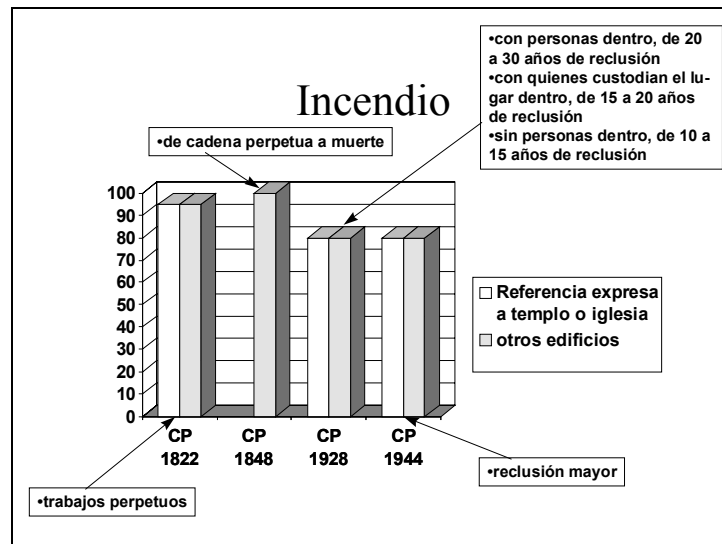 •con personas dentro, de 20
a 30 años de reclusión
•con quienes custodian el lu-
gar dentro, de 15 a 20 años
de reclusión
•sin personas dentro, de 10 a
15 años de reclusión
Incendio
•de cadena perpetua a muerte
100
90
80
70
60
50
40
30
20
10
0
CP
1822
CP
1848
CP
1928
CP
1944
Referencia expresa
a templo o iglesia
otros edificios
•trabajos perpetuos
•reclusión mayor